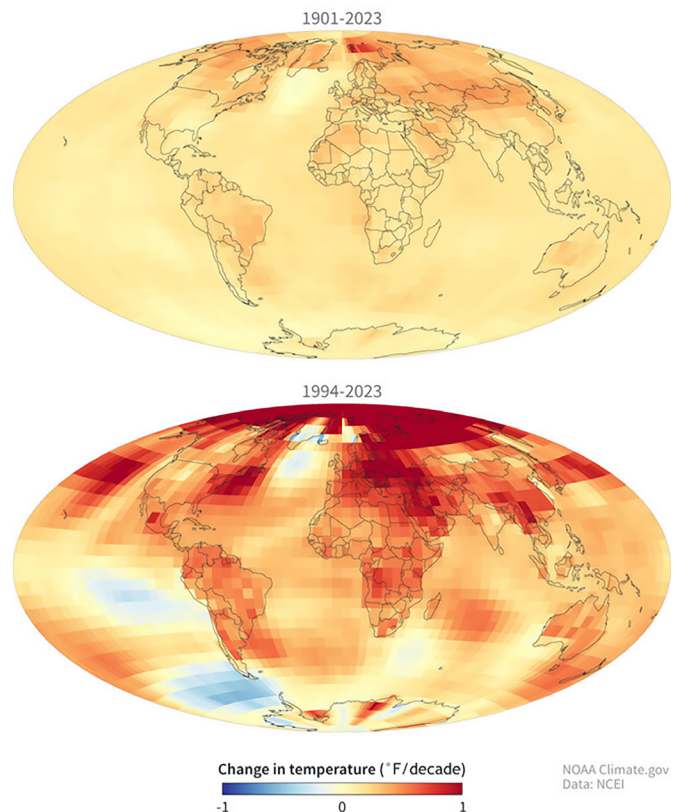 1901-2023
1994-2023
Change in temperature (°F/decade)
-1 0 1
NOAA Climate.gov
Data: NCEI